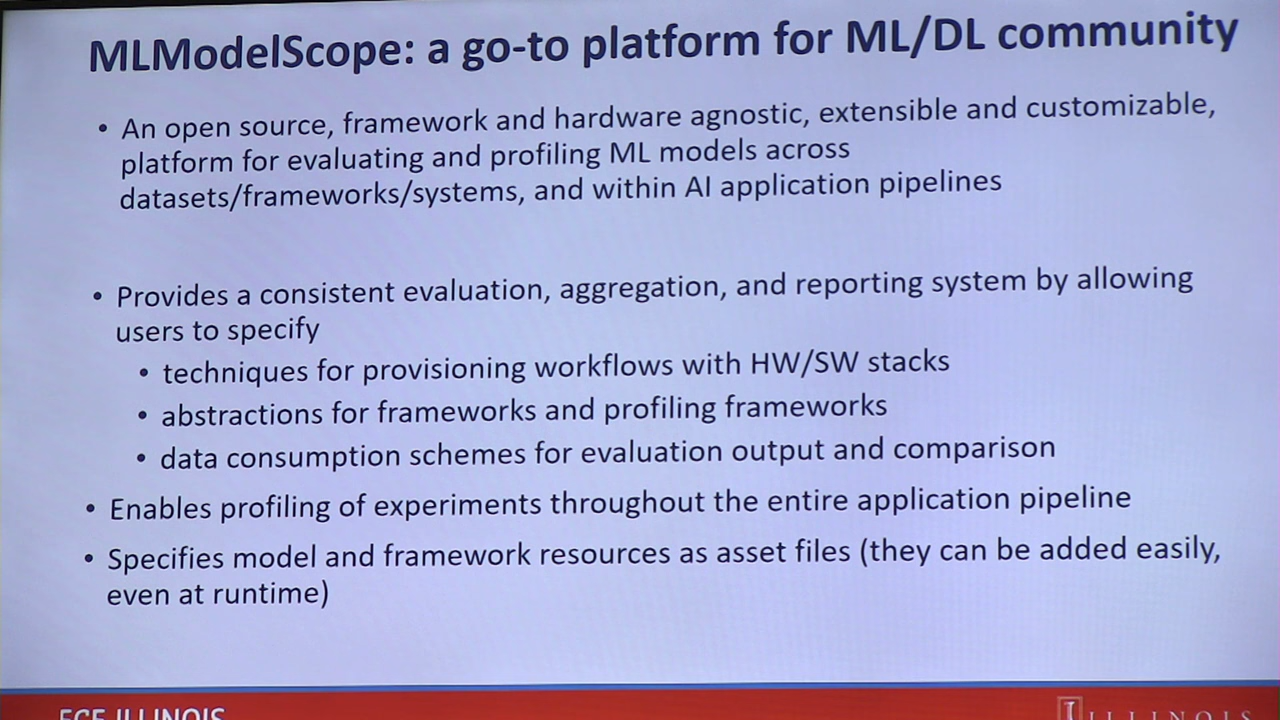 MLModelScope: a go-to platform for ML/DL community
• An open source, framework and hardware agnostic, extensible and customizable,
platform for evaluating and profiling ML models across
datasets/frameworks/systems, and within AI application pipelines
• Provides a consistent evaluation, aggregation, and reporting system by allowing
users to specify
• techniques for provisioning workflows with HW/SW stacks
• abstractions for frameworks and profiling frameworks
• data consumption schemes for evaluation output and comparison
• Enables profiling of experiments throughout the entire application pipeline
• Specifies model and framework resources as asset files (they can be added easily,
even at runtime)
ECE ILLINOIS
I ILLINOIS